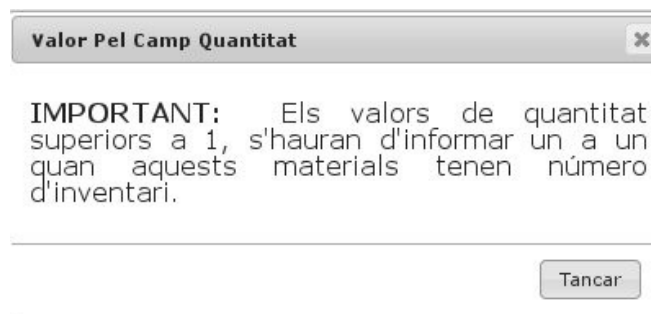 Valor Pel Camp Quantitat
IMPORTANT: Els valors de quantitat
superiors a 1, s'hauran d'informar un a un
quan aquests materials tenen número
d'inventari.
Tancar